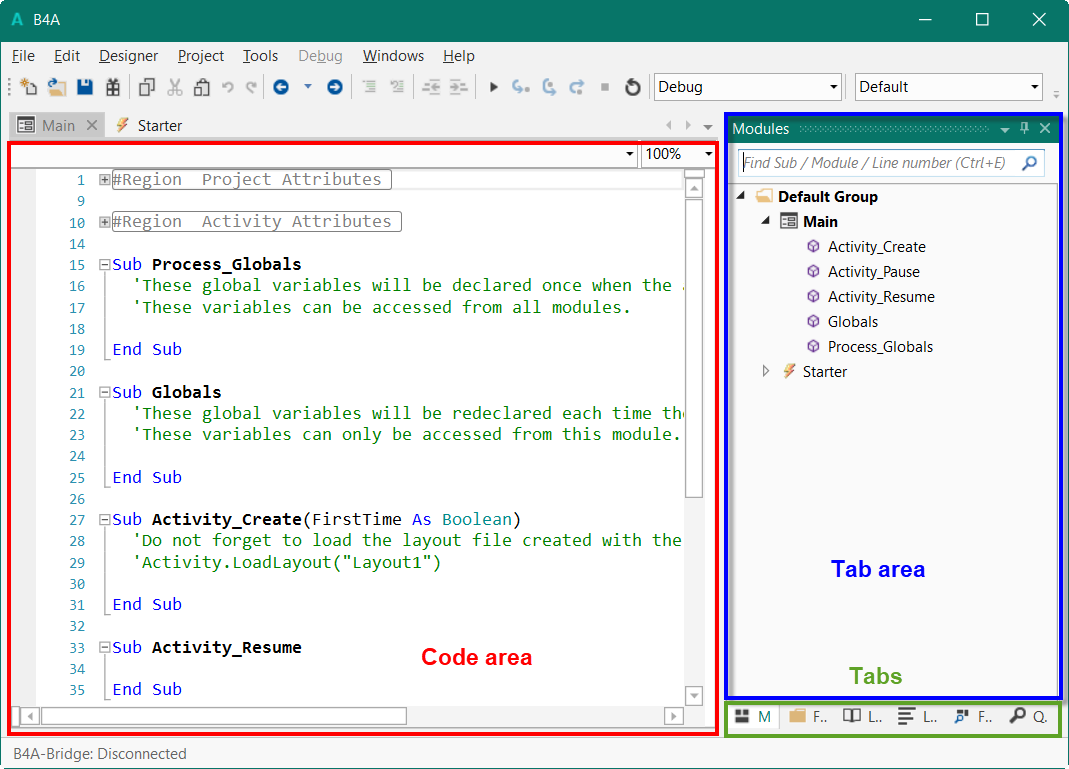 B4A
File Edit Designer Project Tools Debug Windows Help
Debug Default
Main Starter
Modules
100%
Find Sub / Module / Line number (Ctrl+E)
1 #Region  Project Attributes
9
10 #Region  Activity Attributes
14
15 Sub Process_Globals
16 'These global variables will be declared once when the
17 'These variables can be accessed from all modules.
18
19 End Sub
20
21 Sub Globals
22 'These global variables will be redeclared each time the
23 'These variables can only be accessed from this module.
24
25 End Sub
26
27 Sub Activity_Create(FirstTime As Boolean)
28 'Do not forget to load the layout file created with the
29 'Activity.LoadLayout("Layout1")
30
31 End Sub
32
33 Sub Activity_Resume
34
35 End Sub
Code area
Default Group
Main
Activity_Create
Activity_Pause
Activity_Resume
Globals
Process_Globals
Starter
Tab area
Tabs
M F.. L.. L.. F.. Q.
B4A-Bridge: Disconnected